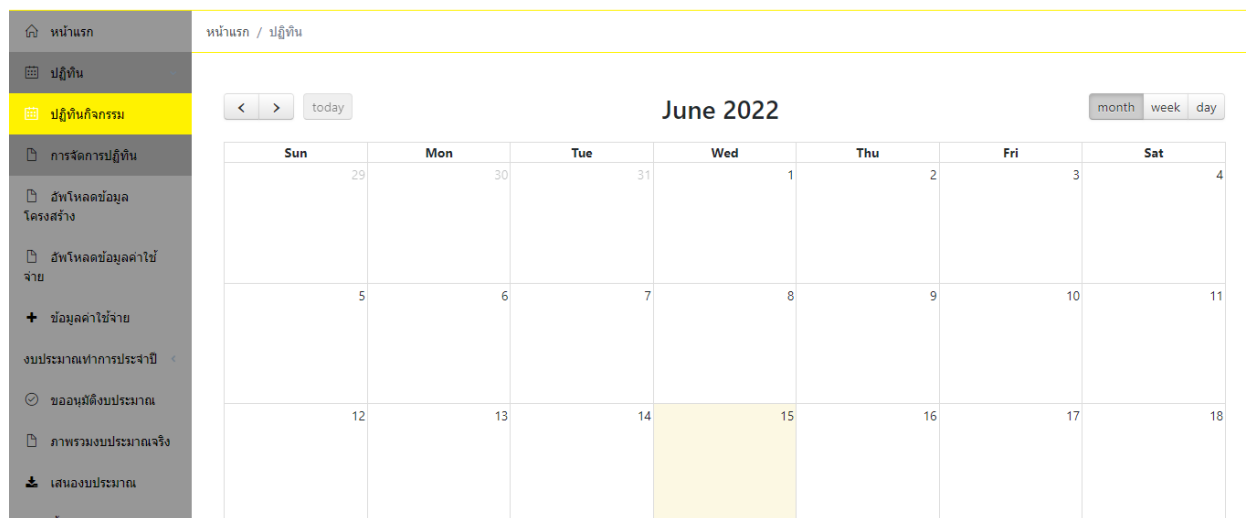 หน้าแรก
ปฏิทิน
ปฏิทินกิจกรรม
การจัดการปฏิทิน
อัพโหลดข้อมูล
โครงสร้าง
อัพโหลดข้อมูลค่าใช้
จ่าย
ข้อมูลค่าใช้จ่าย
งบประมาณทำการประจำปี
ขออนุมัติงบประมาณ
ภาพรวมงบประมาณจริง
เสนองบประมาณ
หน้าแรก / ปฏิทิน
today
June 2022
month week day
Sun Mon Tue Wed Thu Fri Sat
29 30 31 1 2 3 4
5 6 7 8 9 10 11
12 13 14 15 16 17 18